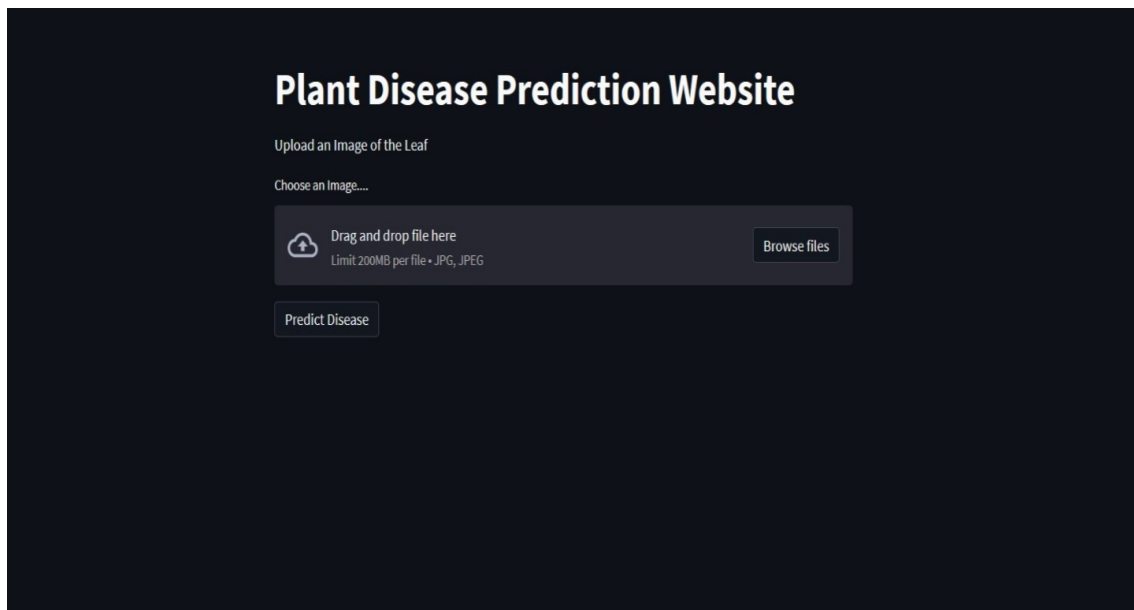 Plant Disease Prediction Website
Upload an Image of the Leaf
Choose an Image....
Drag and drop file here
Limit 200MB per file • JPG, JPEG
Browse files
Predict Disease